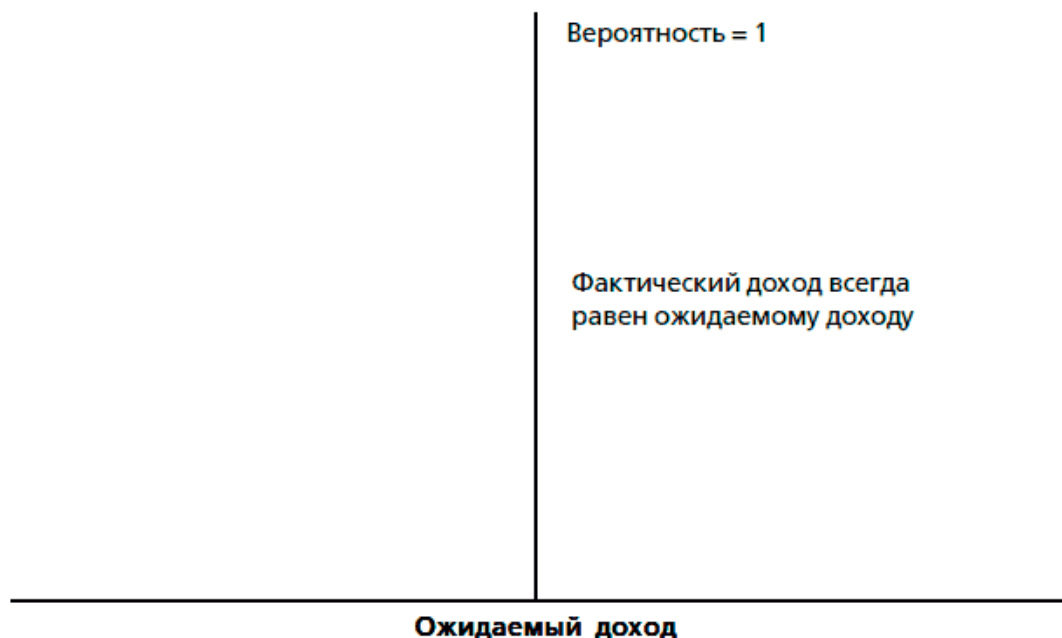 Вероятность = 1
Фактический доход всегда
равен ожидаемому доходу
Ожидаемый доход